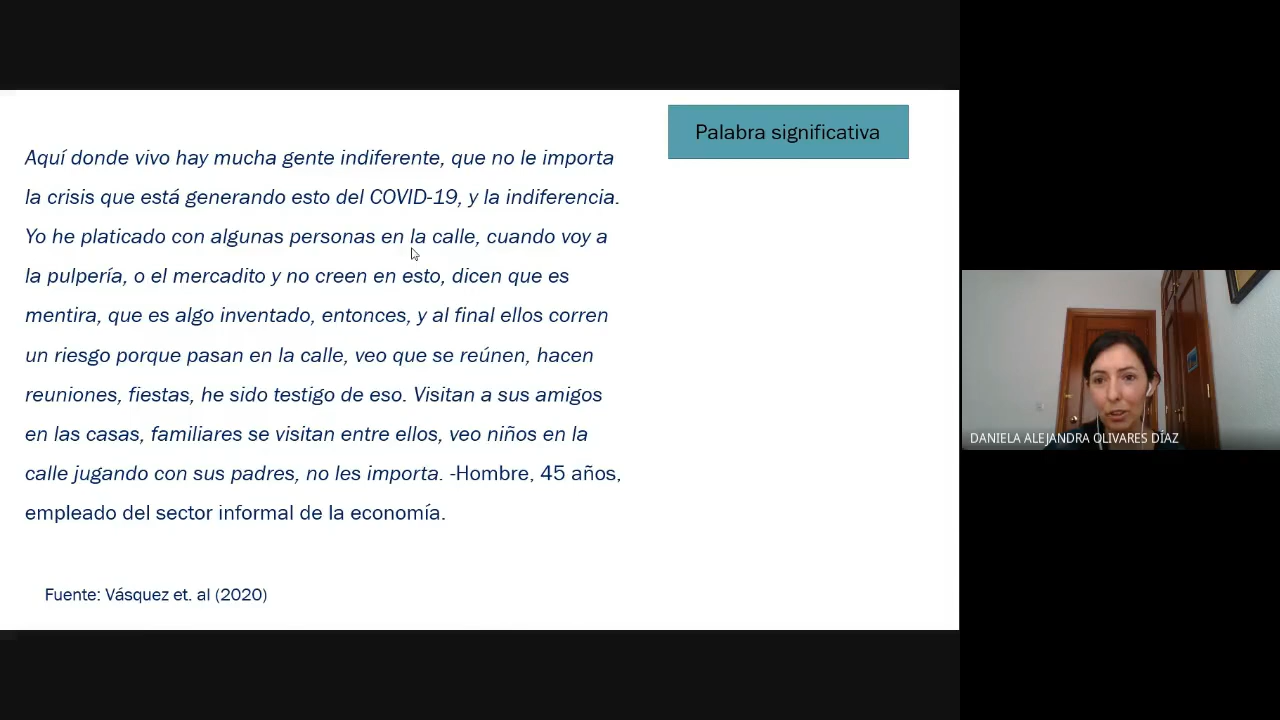 Palabra significativa
Aquí donde vivo hay mucha gente indiferente, que no le importa
la crisis que está generando esto del COVID-19, y la indiferencia.
Yo he platicado con algunas personas en la calle, cuando voy a
la pulpería, o el mercadito y no creen en esto, dicen que es
mentira, que es algo inventado, entonces, y al final ellos corren
un riesgo porque pasan en la calle, veo que se reúnen, hacen
reuniones, fiestas, he sido testigo de eso. Visitan a sus amigos
en las casas, familiares se visitan entre ellos, veo niños en la
calle jugando con sus padres, no les importa. -Hombre, 45 años,
empleado del sector informal de la economía.
Fuente: Vásquez et. al (2020)
DANIELA ALEJANDRA OLIVARES DÍAZ